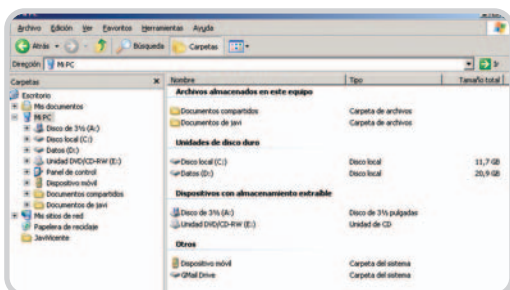 Archivo Edición Ver Favoritos Herramientas Ayuda
Atrás Búsqueda Carpetas
Dirección Mi PC Ir
Carpetas Nombre Tipo Tamaño total
Escritorio
Mis documentos
Mi PC
Disco de 3½ (A:)
Disco local (C:)
Datos (D:)
Unidad DVD/CD-RW (E:)
Panel de control
Dispositivo móvil
Documentos compartidos
Documentos de javi
Mis sitios de red
Papelera de reciclaje
JaviVicente
Archivos almacenados en este equipo
Documentos compartidos Carpeta de archivos
Documentos de javi Carpeta de archivos
Unidades de disco duro
Disco local (C:) Disco local 11,7 GB
Datos (D:) Disco local 20,9 GB
Dispositivos con almacenamiento extraíble
Disco de 3½ (A:) Disco de 3½ pulgadas
Unidad DVD/CD-RW (E:) Unidad de CD
Otros
Dispositivo móvil Carpeta del sistema
GMail Drive Carpeta del sistema